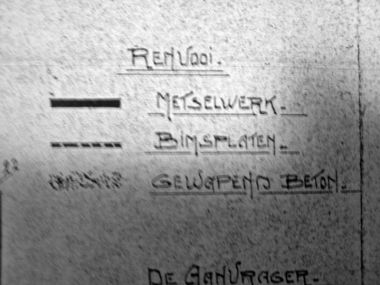 RENVOOI.
METSELWERK.
BIMSPLATEN.
GEWAPEND BETON.
DE AANVRAGER.